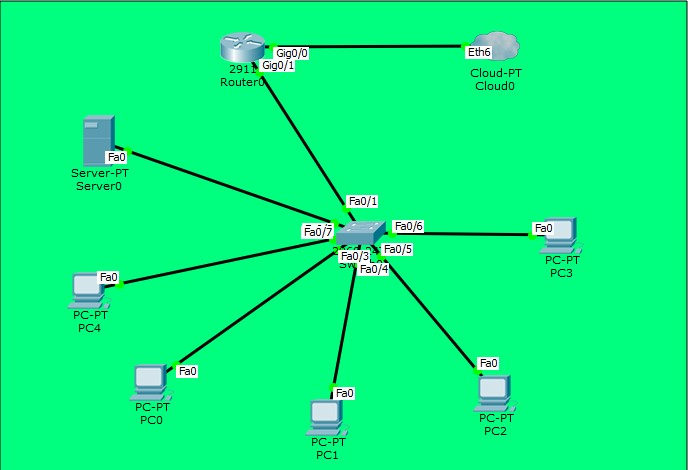 Gig0/0
Eth6
Gig0/1
2911
Router0
Cloud-PT
Cloud0
Fa0
Server-PT
Server0
Fa0/1
Fa0/7
Fa0/6
Fa0
Fa0/5
Fa0/3
Fa0/4
PC-PT
PC3
Fa0
PC-PT
PC4
Fa0
PC-PT
PC0
Fa0
PC-PT
PC1
Fa0
PC-PT
PC2